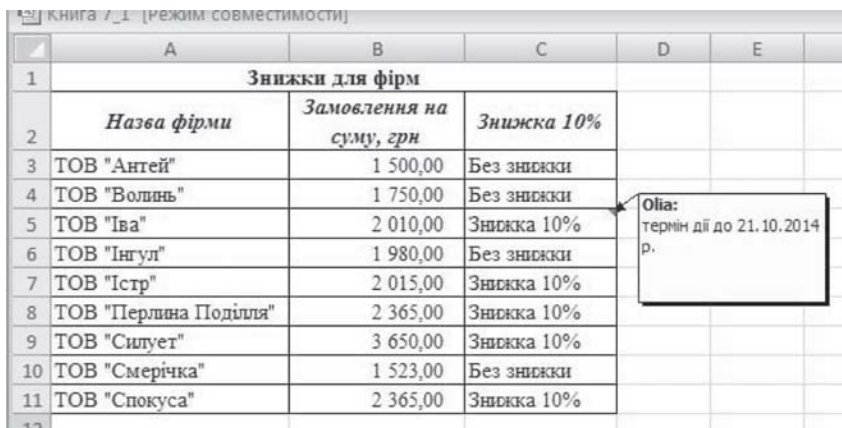 Книга 7_1 [Режим совместимости]
A B C D E
1 Знижки для фірм
2 Назва фірми Замовлення на суму, грн Знижка 10%
3 ТОВ "Антей" 1 500,00 Без знижки
4 ТОВ "Волинь" 1 750,00 Без знижки
5 ТОВ "Іва" 2 010,00 Знижка 10%
6 ТОВ "Інгул" 1 980,00 Без знижки
7 ТОВ "Істр" 2 015,00 Знижка 10%
8 ТОВ "Перлина Поділля" 2 365,00 Знижка 10%
9 ТОВ "Силует" 3 650,00 Знижка 10%
10 ТОВ "Смерічка" 1 523,00 Без знижки
11 ТОВ "Спокуса" 2 365,00 Знижка 10%
12
Olia:
термін дії до 21.10.2014
р.